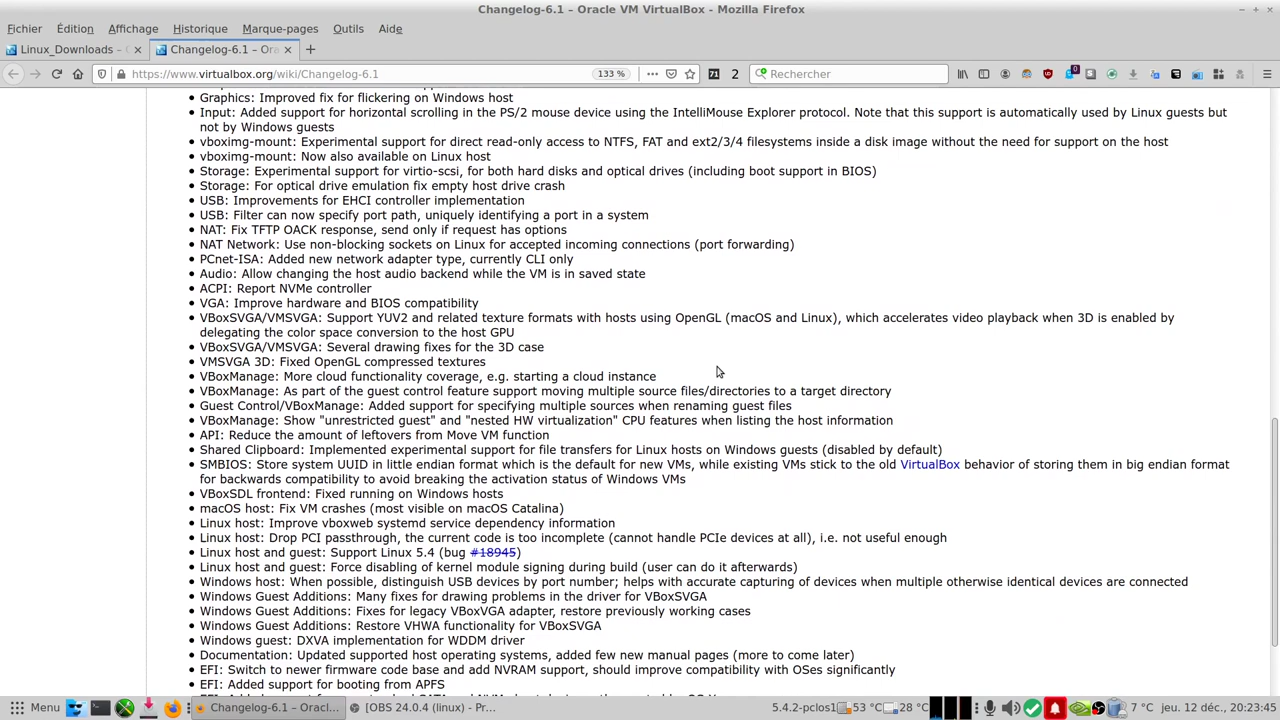 Changelog-6.1 – Oracle VM VirtualBox - Mozilla Firefox
Fichier Édition Affichage Historique Marque-pages Outils Aide
Linux_Downloads – Changelog-6.1 – Ora
https://www.virtualbox.org/wiki/Changelog-6.1 133 % 71 2 Rechercher 0
Graphics: Improved fix for flickering on Windows host
Input: Added support for horizontal scrolling in the PS/2 mouse device using the IntelliMouse Explorer protocol. Note that this support is automatically used by Linux guests but
not by Windows guests
vboximg-mount: Experimental support for direct read-only access to NTFS, FAT and ext2/3/4 filesystems inside a disk image without the need for support on the host
vboximg-mount: Now also available on Linux host
Storage: Experimental support for virtio-scsi, for both hard disks and optical drives (including boot support in BIOS)
Storage: For optical drive emulation fix empty host drive crash
USB: Improvements for EHCI controller implementation
USB: Filter can now specify port path, uniquely identifying a port in a system
NAT: Fix TFTP OACK response, send only if request has options
NAT Network: Use non-blocking sockets on Linux for accepted incoming connections (port forwarding)
PCnet-ISA: Added new network adapter type, currently CLI only
Audio: Allow changing the host audio backend while the VM is in saved state
ACPI: Report NVMe controller
VGA: Improve hardware and BIOS compatibility
VBoxSVGA/VMSVGA: Support YUV2 and related texture formats with hosts using OpenGL (macOS and Linux), which accelerates video playback when 3D is enabled by
delegating the color space conversion to the host GPU
VBoxSVGA/VMSVGA: Several drawing fixes for the 3D case
VMSVGA 3D: Fixed OpenGL compressed textures
VBoxManage: More cloud functionality coverage, e.g. starting a cloud instance
VBoxManage: As part of the guest control feature support moving multiple source files/directories to a target directory
Guest Control/VBoxManage: Added support for specifying multiple sources when renaming guest files
VBoxManage: Show "unrestricted guest" and "nested HW virtualization" CPU features when listing the host information
API: Reduce the amount of leftovers from Move VM function
Shared Clipboard: Implemented experimental support for file transfers for Linux hosts on Windows guests (disabled by default)
SMBIOS: Store system UUID in little endian format which is the default for new VMs, while existing VMs stick to the old VirtualBox behavior of storing them in big endian format
for backwards compatibility to avoid breaking the activation status of Windows VMs
VBoxSDL frontend: Fixed running on Windows hosts
macOS host: Fix VM crashes (most visible on macOS Catalina)
Linux host: Improve vboxweb systemd service dependency information
Linux host: Drop PCI passthrough, the current code is too incomplete (cannot handle PCIe devices at all), i.e. not useful enough
Linux host and guest: Support Linux 5.4 (bug #18945)
Linux host and guest: Force disabling of kernel module signing during build (user can do it afterwards)
Windows host: When possible, distinguish USB devices by port number; helps with accurate capturing of devices when multiple otherwise identical devices are connected
Windows Guest Additions: Many fixes for drawing problems in the driver for VBoxSVGA
Windows Guest Additions: Fixes for legacy VBoxVGA adapter, restore previously working cases
Windows Guest Additions: Restore VHWA functionality for VBoxSVGA
Windows guest: DXVA implementation for WDDM driver
Documentation: Updated supported host operating systems, added few new manual pages (more to come later)
EFI: Switch to newer firmware code base and add NVRAM support, should improve compatibility with OSes significantly
EFI: Added support for booting from APFS
Menu Changelog-6.1 – Oracl... [OBS 24.0.4 (linux) - Pr... 5.4.2-pclos1 53 °C 28 °C 7 °C jeu. 12 déc., 20:23:45